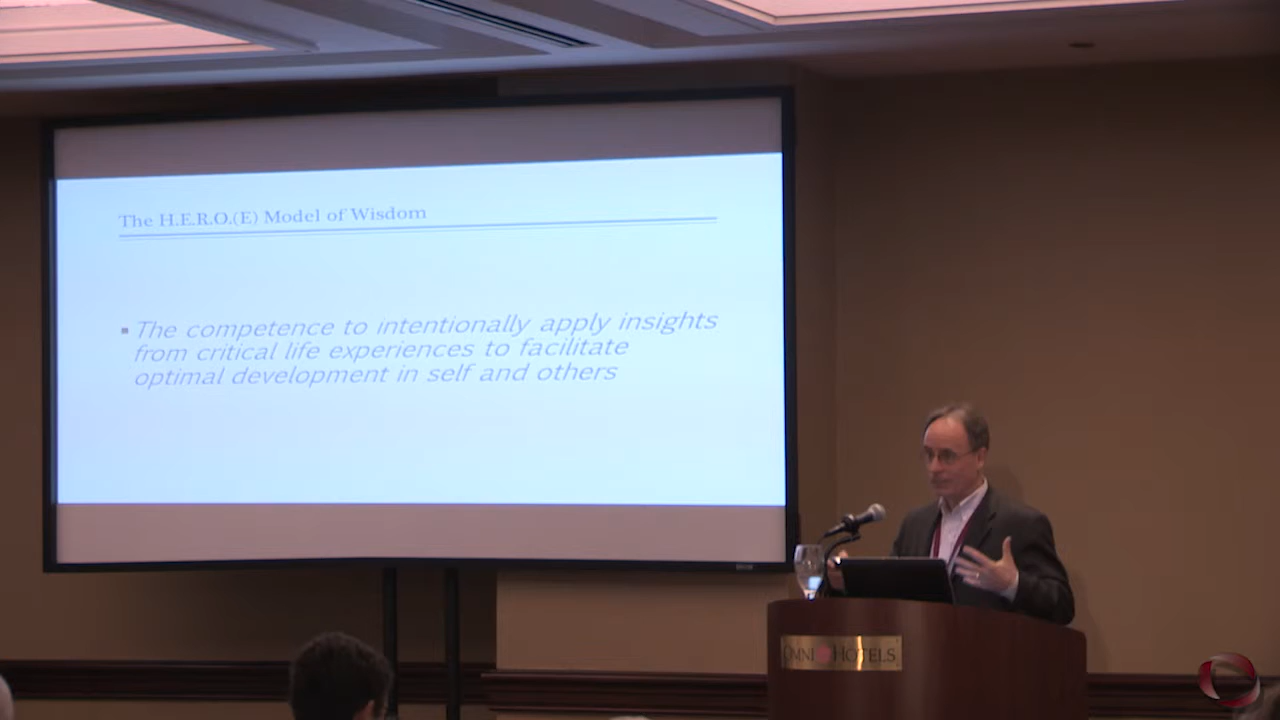 The H.E.R.O.(E) Model of Wisdom
▪ The competence to intentionally apply insights
from critical life experiences to facilitate
optimal development in self and others
OMNI HOTELS